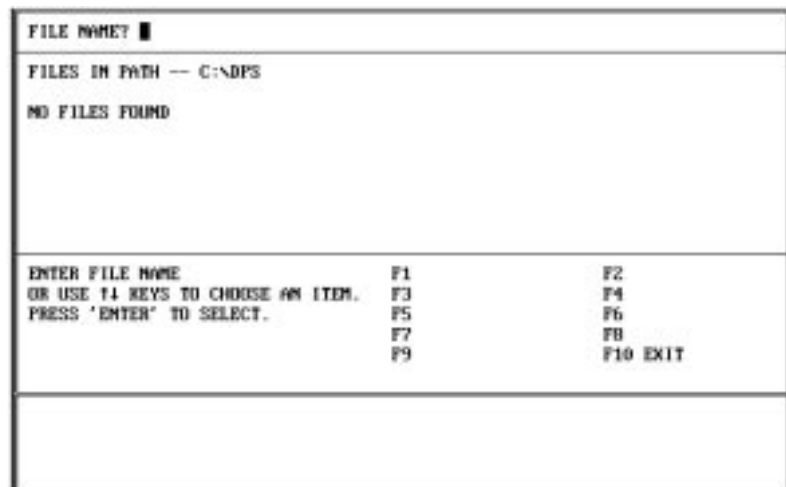 FILE NAME?
FILES IN PATH -- C:\DPS
NO FILES FOUND
ENTER FILE NAME F1 F2
OR USE ↑↓ KEYS TO CHOOSE AN ITEM. F3 F4
PRESS 'ENTER' TO SELECT. F5 F6
F7 F8
F9 F10 EXIT